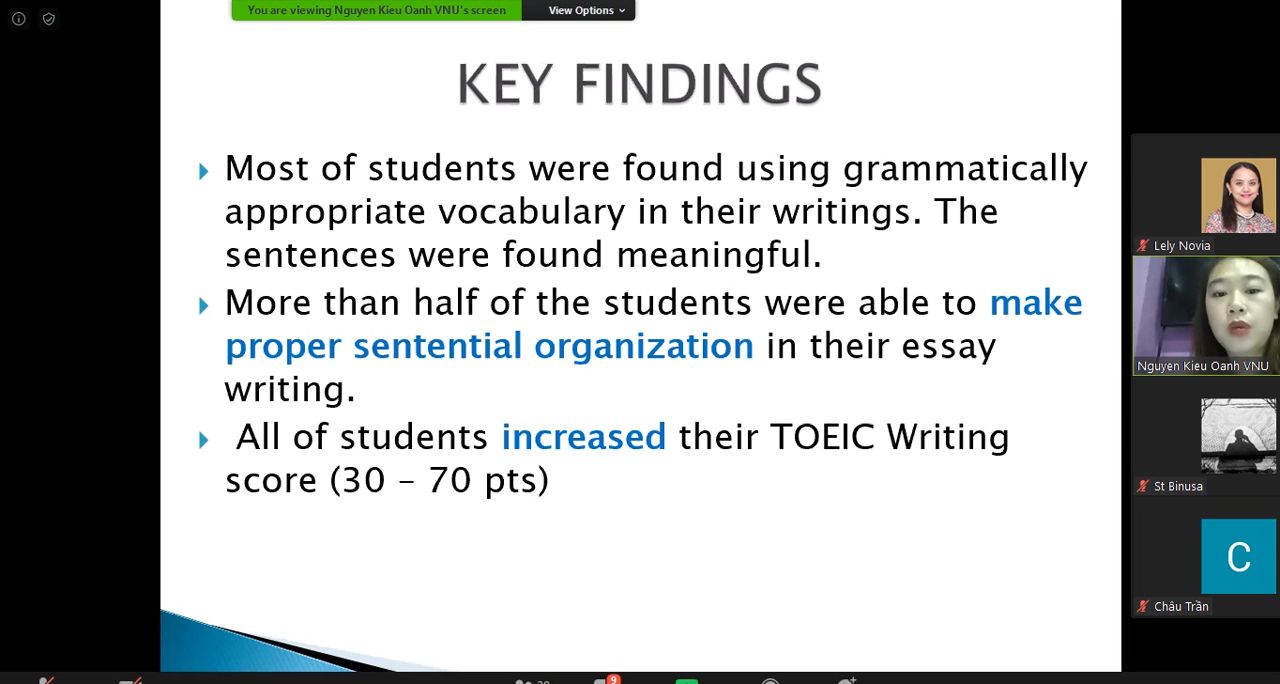 You are viewing Nguyen Kieu Oanh VNU's screen
View Options
KEY FINDINGS
Most of students were found using grammatically
appropriate vocabulary in their writings. The
sentences were found meaningful.
More than half of the students were able to make
proper sentential organization in their essay
writing.
All of students increased their TOEIC Writing
score (30 – 70 pts)
Lely Novia
Nguyen Kieu Oanh VNU
St Binusa
C
Châu Trần
9